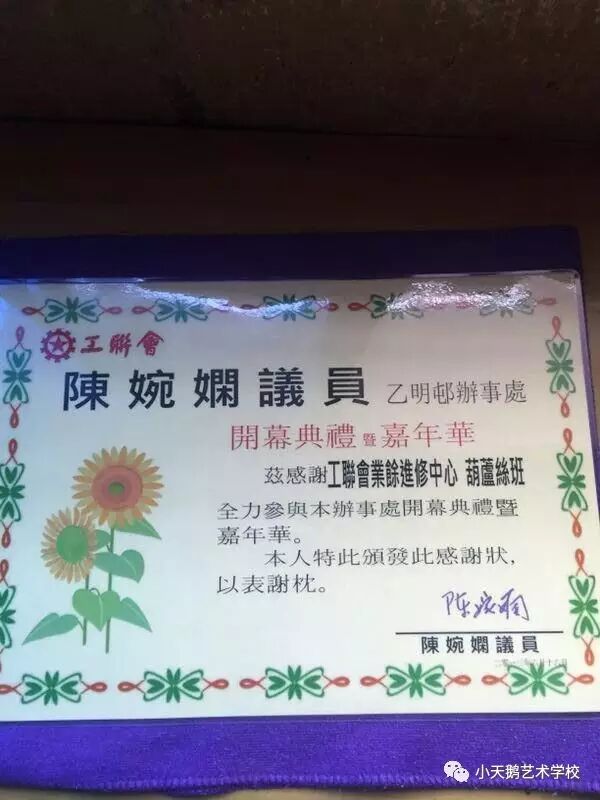 工聯會
陳婉嫻議員 乙明邨辦事處
開幕典禮暨嘉年華
茲感謝工聯會業餘進修中心 葫蘆絲班
全力參與本辦事處開幕典禮暨
嘉年華。
本人特此頒發此感謝狀,
以表謝枕。
陈婉嫻
陳婉嫻議員
小天鹅艺术学校